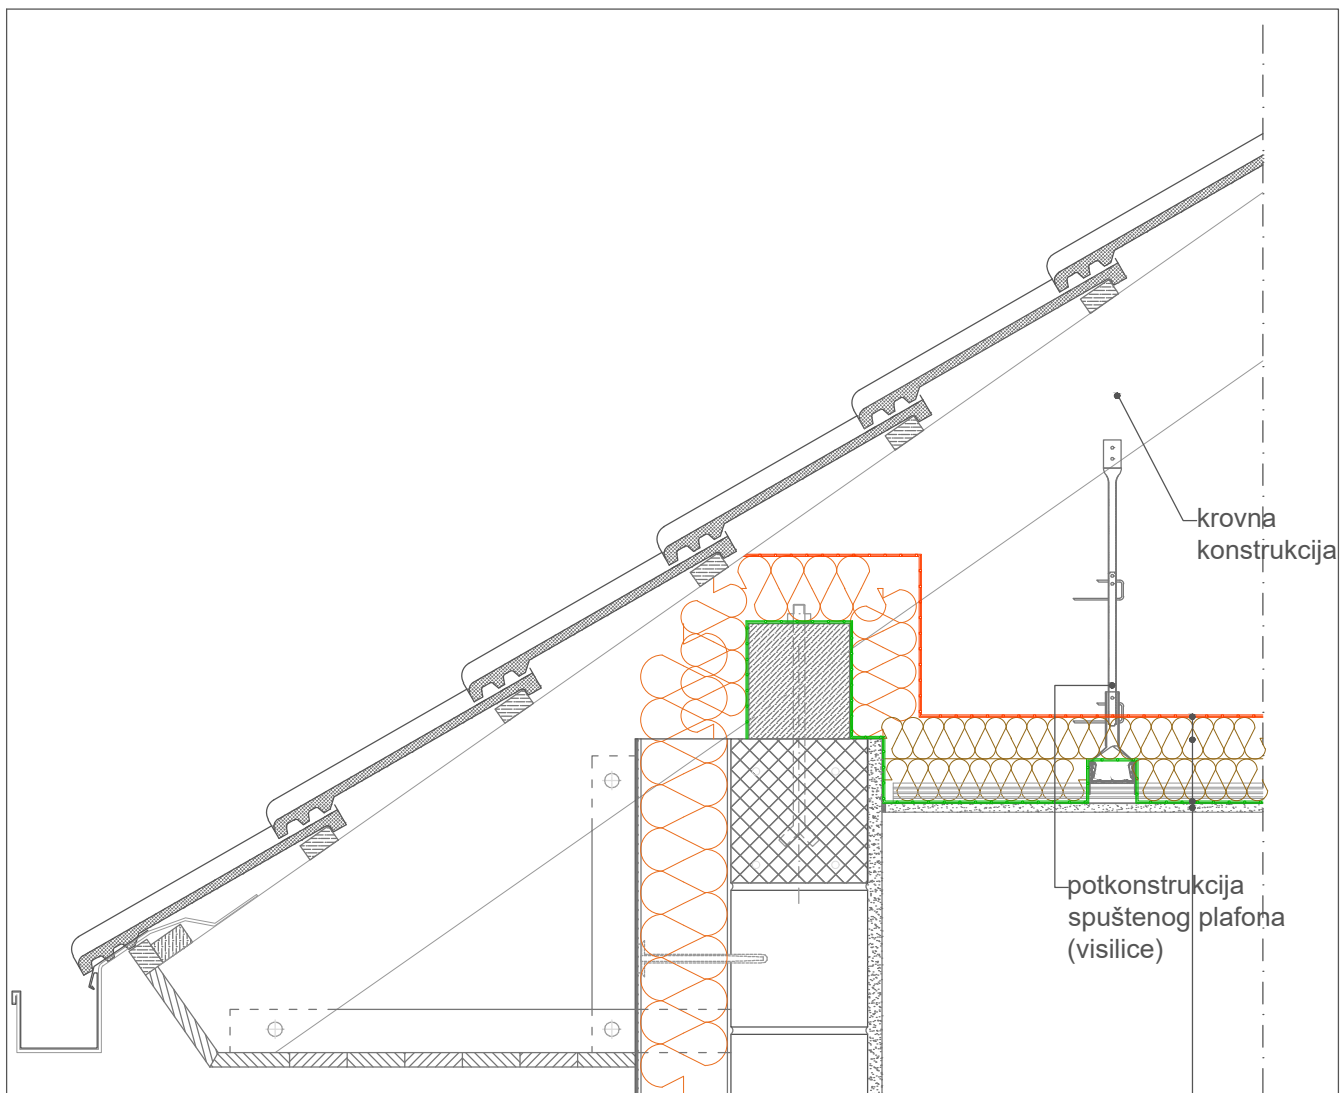 krovna
konstrukcija
potkonstrukcija
spuštenog plafona
(visilice)